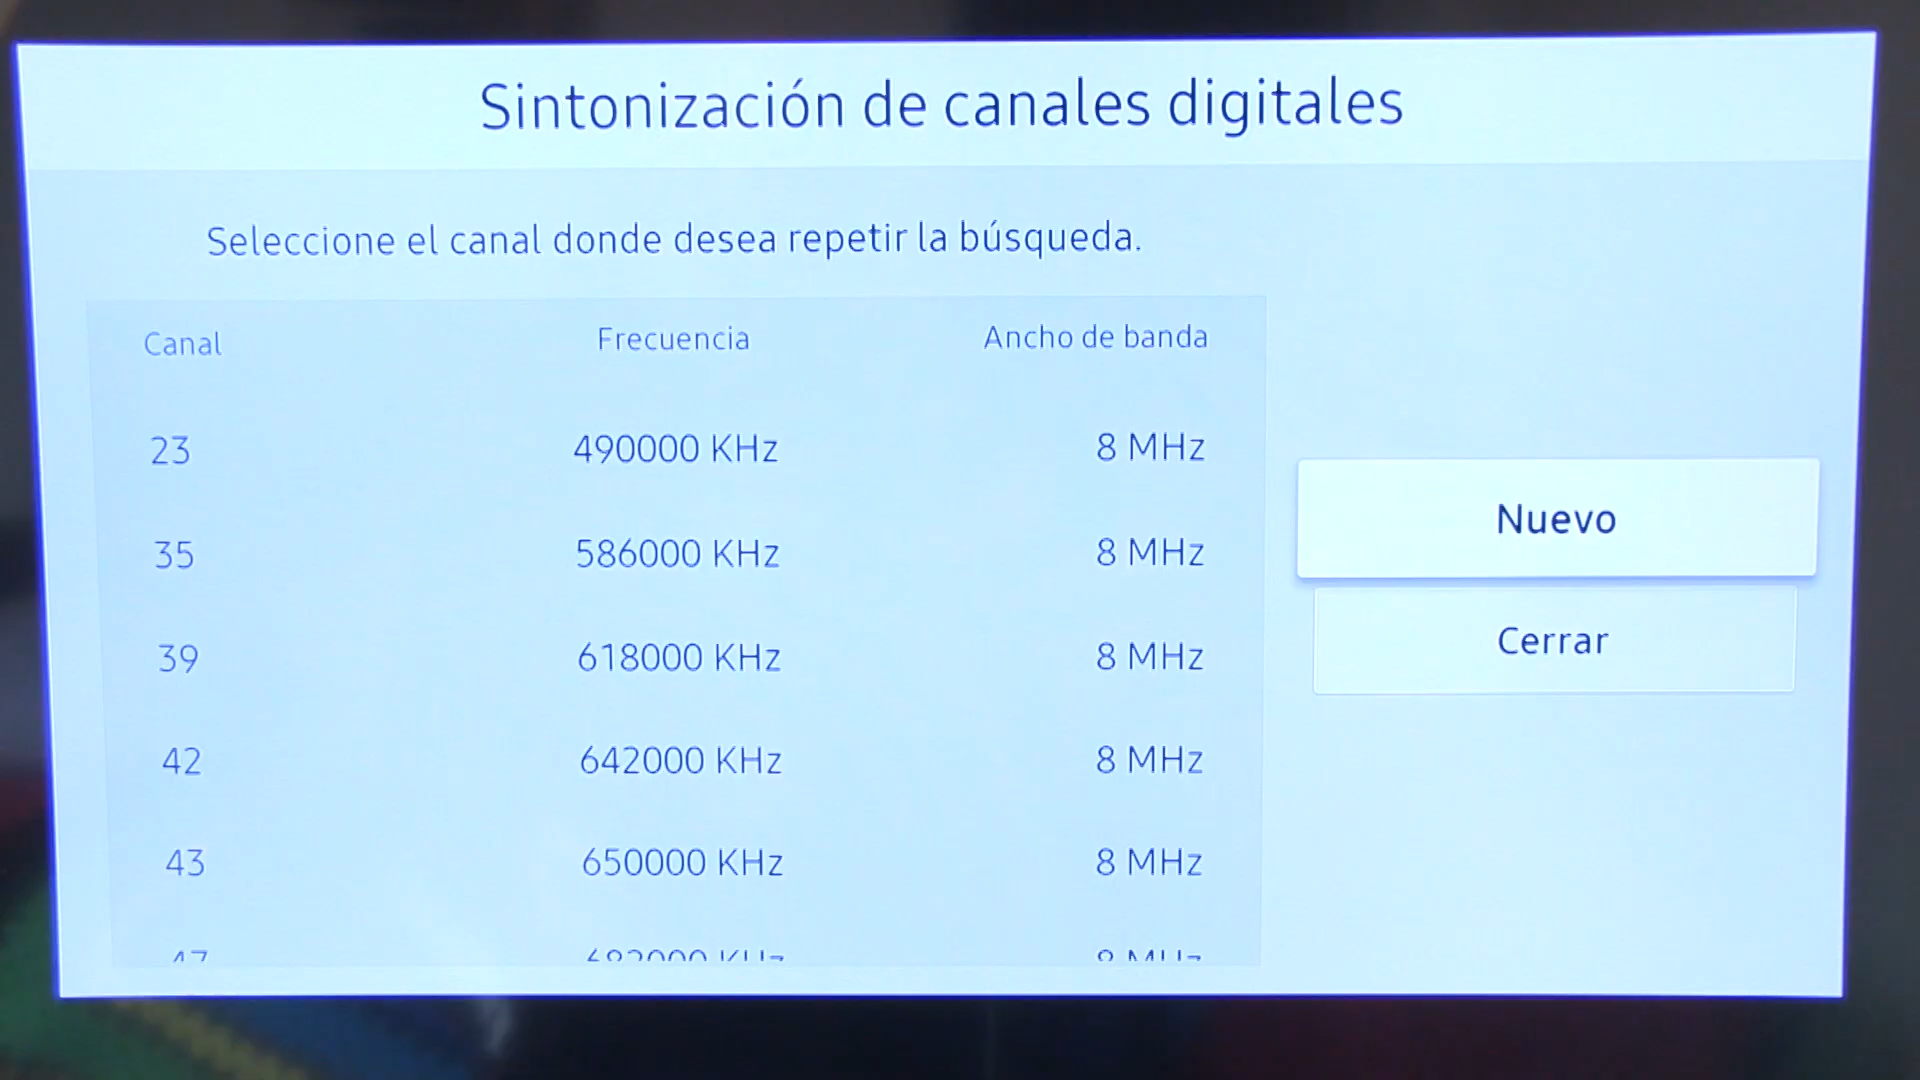 Sintonización de canales digitales
Seleccione el canal donde desea repetir la búsqueda.
Canal Frecuencia Ancho de banda
23 490000 KHz 8 MHz
35 586000 KHz 8 MHz
39 618000 KHz 8 MHz
42 642000 KHz 8 MHz
43 650000 KHz 8 MHz
Nuevo
Cerrar